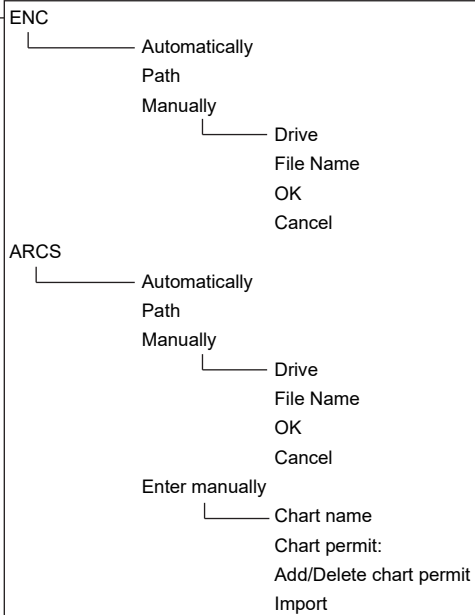 ENC
Automatically
Path
Manually
Drive
File Name
OK
Cancel
ARCS
Automatically
Path
Manually
Drive
File Name
OK
Cancel
Enter manually
Chart name
Chart permit:
Add/Delete chart permit
Import